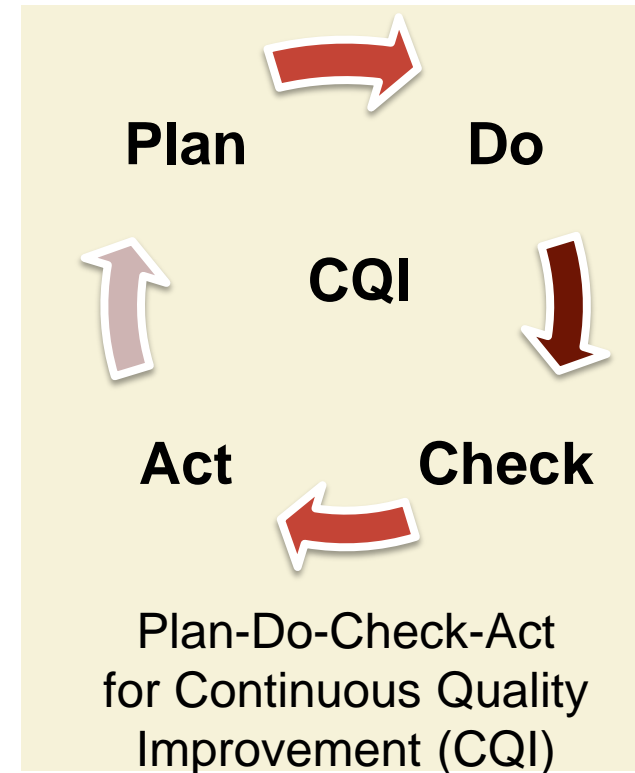 Plan Do
CQI
Act Check
Plan-Do-Check-Act
for Continuous Quality
Improvement (CQI)